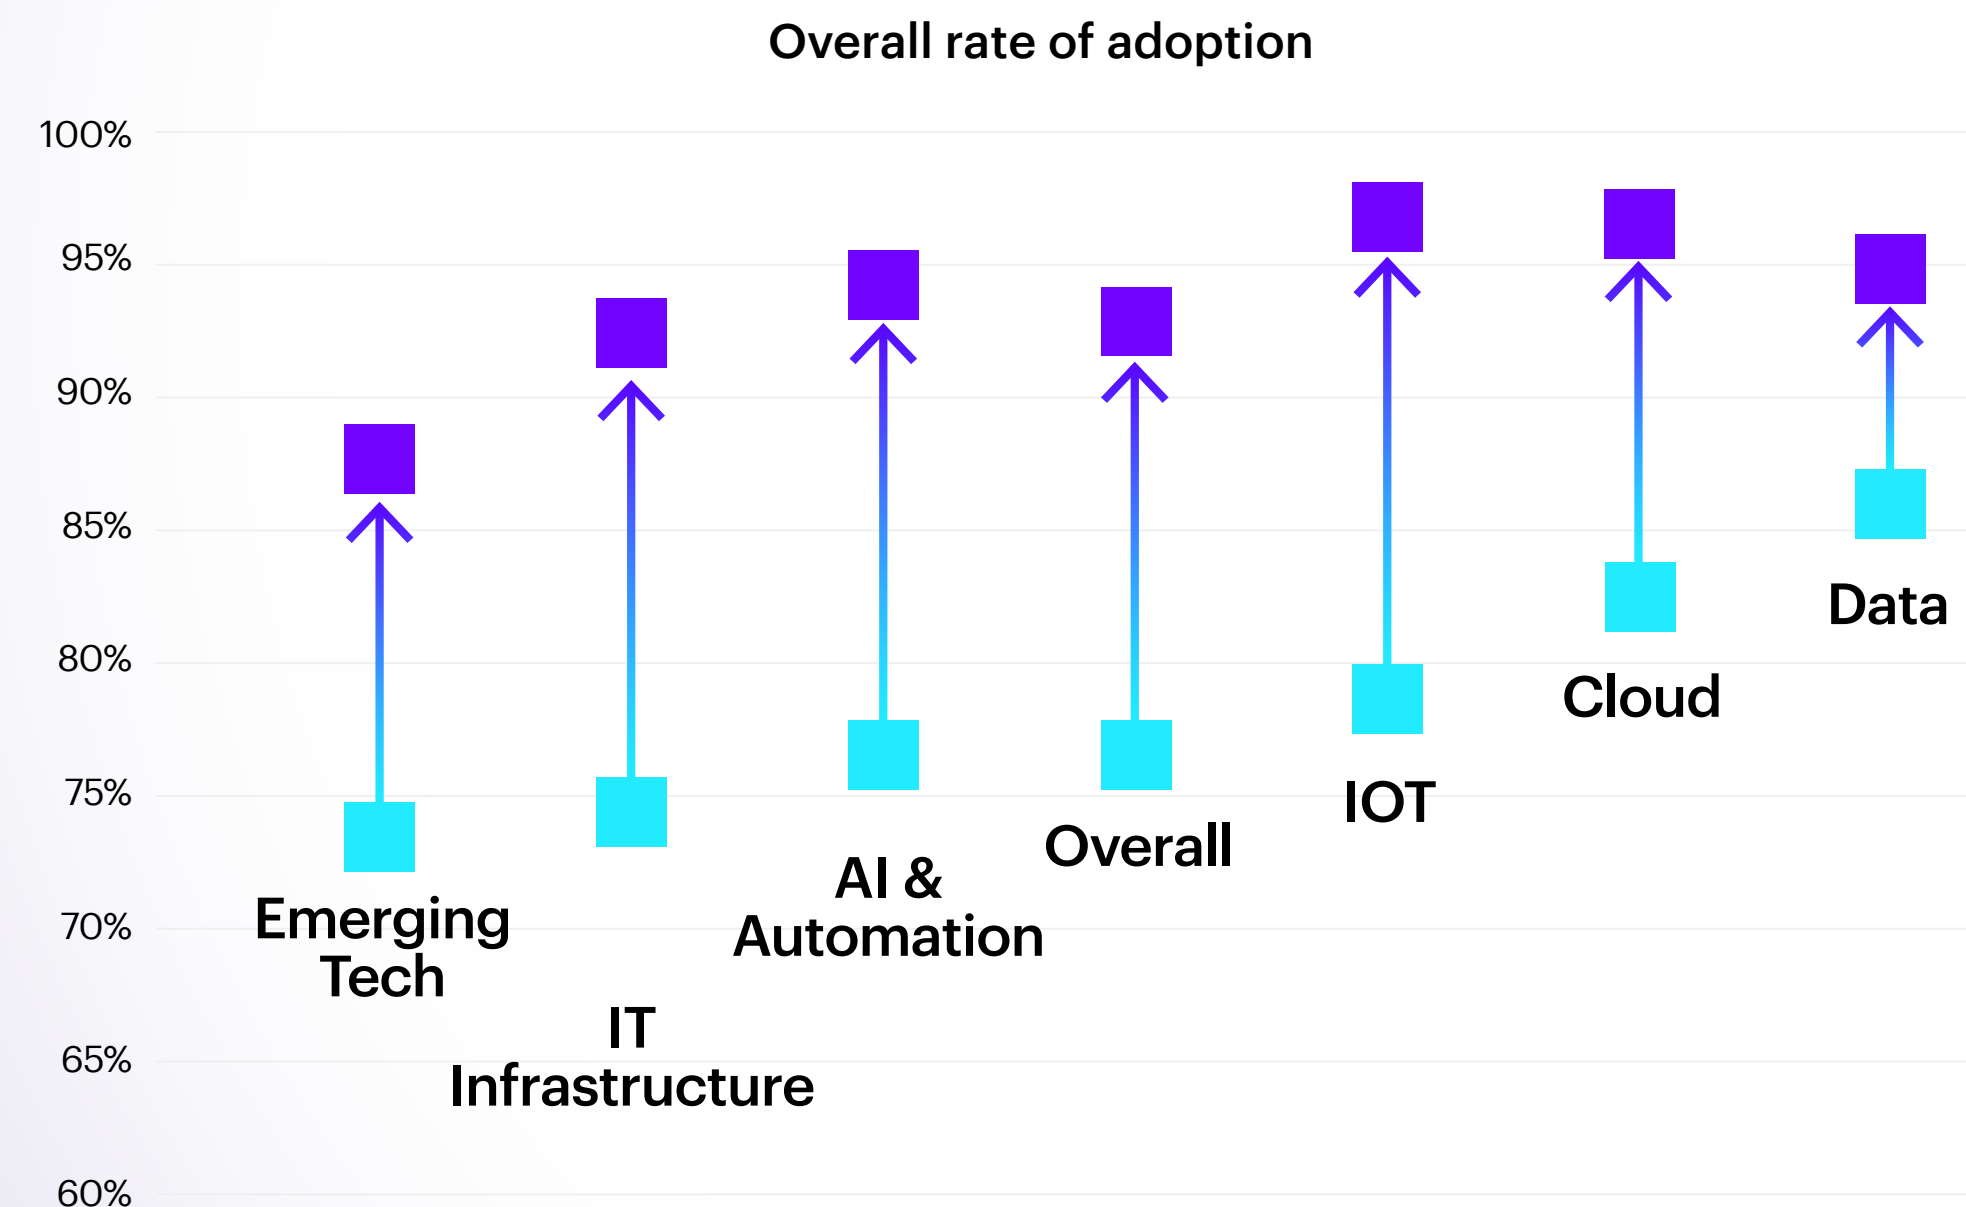 Overall rate of adoption
100%
95%
90%
85%
80%
75%
70%
65%
60%
Emerging
Tech
IT
Infrastructure
AI &
Automation
Overall
IOT
Cloud
Data